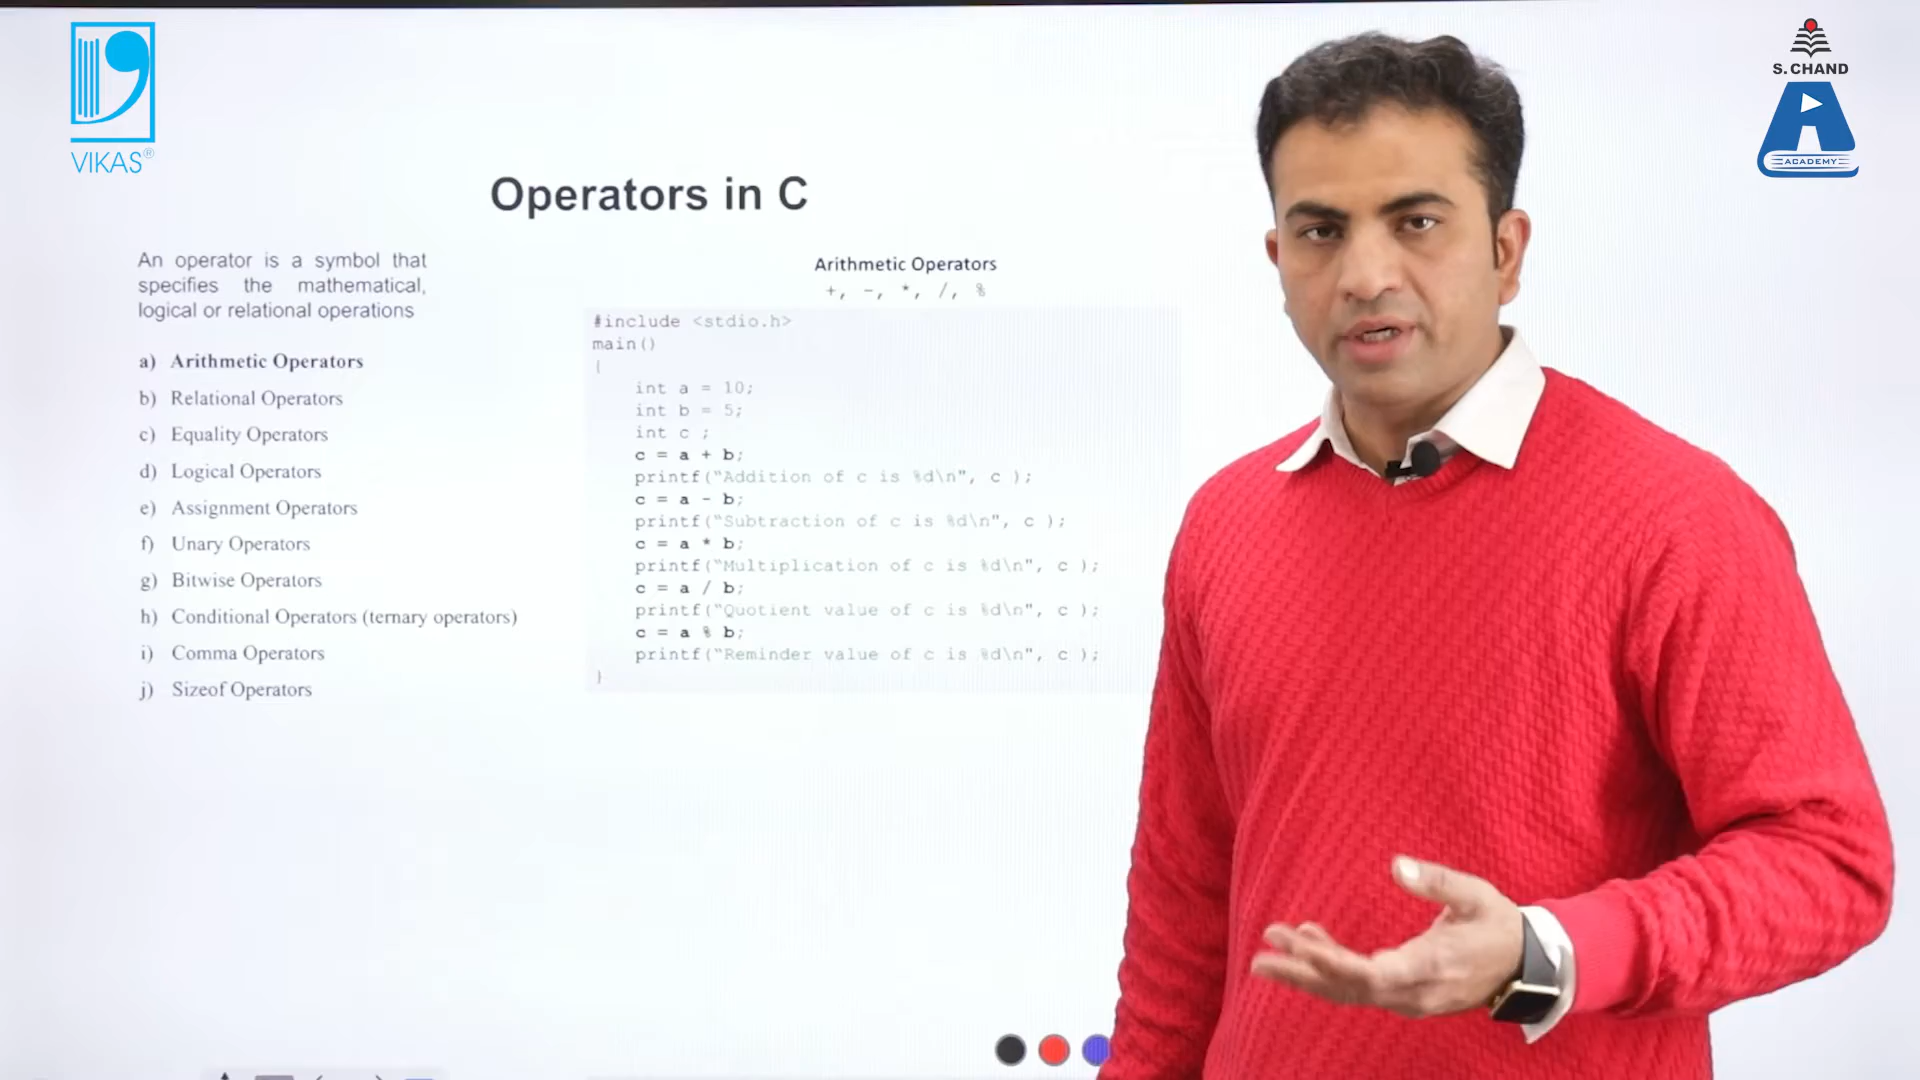 VIKAS®
S. CHAND
ACADEMY
Operators in C
An operator is a symbol that
specifies the mathematical,
logical or relational operations
a) Arithmetic Operators
b) Relational Operators
c) Equality Operators
d) Logical Operators
e) Assignment Operators
f) Unary Operators
g) Bitwise Operators
h) Conditional Operators (ternary operators)
i) Comma Operators
j) Sizeof Operators
Arithmetic Operators
+, -, *, /, %
#include <stdio.h>
main()
{
int a = 10;
int b = 5;
int c ;
c = a + b;
printf("Addition of c is %d\n", c );
c = a - b;
printf("Subtraction of c is %d\n", c );
c = a * b;
printf("Multiplication of c is %d\n", c );
c = a / b;
printf("Quotient value of c is %d\n", c );
c = a % b;
printf("Reminder value of c is %d\n", c );
}